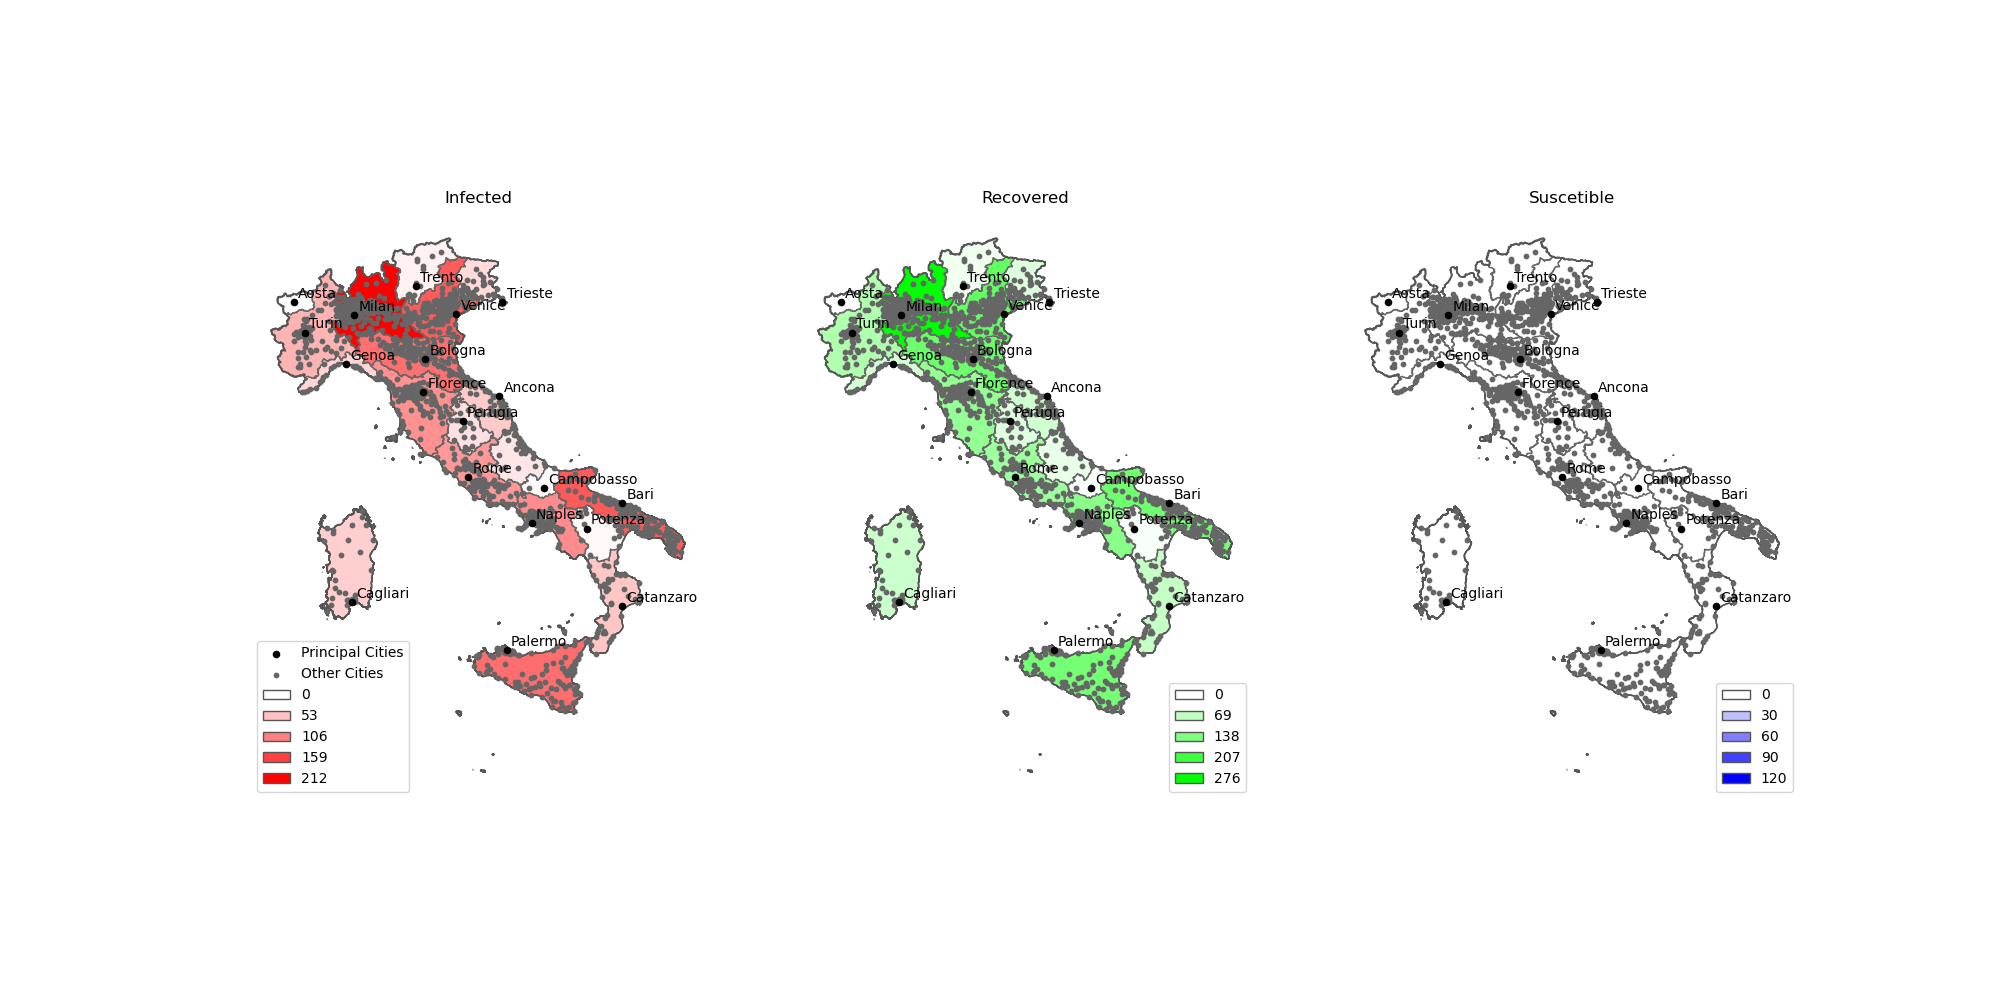 Infected
Trento
Aosta
Trieste
Milan
Venice
Turin
Genoa
Bologna
Florence
Ancona
Perugia
Rome
Campobasso
Bari
Naples
Potenza
Cagliari
Catanzaro
Palermo
Principal Cities
Other Cities
0
53
106
159
212
Recovered
Trento
Aosta
Trieste
Milan
Venice
Turin
Genoa
Bologna
Florence
Ancona
Perugia
Rome
Campobasso
Bari
Naples
Potenza
Cagliari
Catanzaro
Palermo
0
69
138
207
276
Suscetible
Trento
Aosta
Trieste
Milan
Venice
Turin
Genoa
Bologna
Florence
Ancona
Perugia
Rome
Campobasso
Bari
Naples
Potenza
Cagliari
Catanzaro
Palermo
0
30
60
90
120